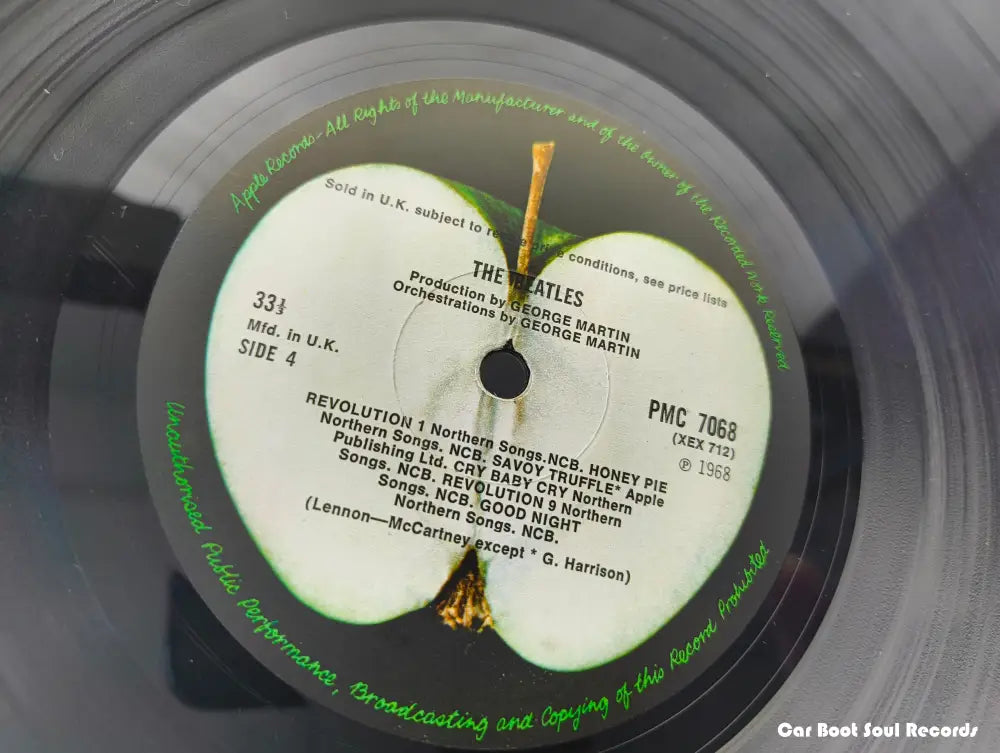 Apple Records-All Rights of the Manufacturer and of the Owner of the Recorded Work Reserved
Sold in U.K. subject to resale price conditions, see price lists
THE BEATLES
Production by GEORGE MARTIN
Orchestrations by GEORGE MARTIN
33⅓
Mfd. in U.K.
SIDE 4
PMC 7068
(XEX 712)
℗ 1968
REVOLUTION 1 Northern Songs.NCB. HONEY PIE
Northern Songs. NCB. SAVOY TRUFFLE* Apple
Publishing Ltd. CRY BABY CRY Northern
Songs. NCB. REVOLUTION 9 Northern
Songs. NCB. GOOD NIGHT
Northern Songs. NCB.
(Lennon—McCartney except * G. Harrison)
Unauthorised Public Performance, Broadcasting and Copying of this Record Prohibited
Car Boot Soul Records